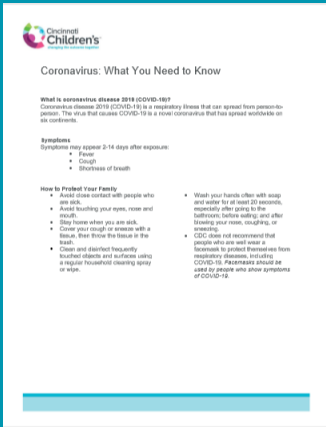 Cincinnati
Children's
changing the outcome together
Coronavirus: What You Need to Know
What is coronavirus disease 2019 (COVID-19)?
Coronavirus disease 2019 (COVID-19) is a respiratory illness that can spread from person-to-
person. The virus that causes COVID-19 is a novel coronavirus that has spread worldwide on
six continents.
Symptoms
Symptoms may appear 2-14 days after exposure:
• Fever
• Cough
• Shortness of breath
How to Protect Your Family
• Avoid close contact with people who
are sick.
• Avoid touching your eyes, nose and
mouth.
• Stay home when you are sick.
• Cover your cough or sneeze with a
tissue, then throw the tissue in the
trash.
• Clean and disinfect frequently
touched objects and surfaces using
a regular household cleaning spray
or wipe.
• Wash your hands often with soap
and water for at least 20 seconds,
especially after going to the
bathroom; before eating; and after
blowing your nose, coughing, or
sneezing.
• CDC does not recommend that
people who are well wear a
facemask to protect themselves from
respiratory diseases, including
COVID-19. Facemasks should be
used by people who show symptoms
of COVID-19.